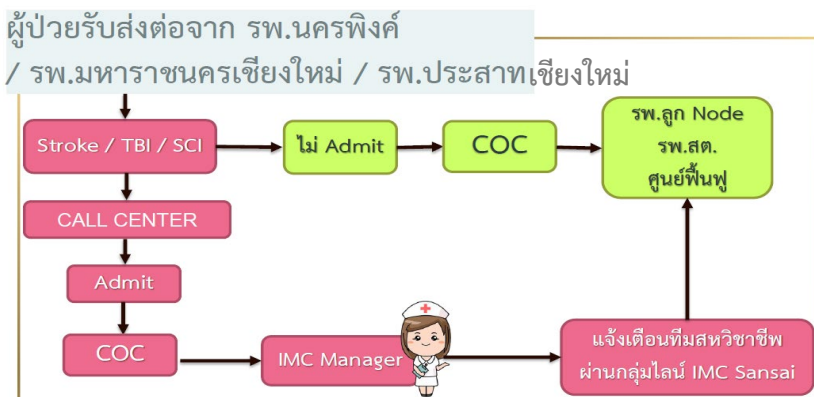 ผู้ป่วยรับส่งต่อจาก รพ.นครพิงค์
/ รพ.มหาราชนครเชียงใหม่ / รพ.ประสาทเชียงใหม่
Stroke / TBI / SCI
ไม่ Admit
COC
รพ.ลูก Node
รพ.สต.
ศูนย์ฟื้นฟู
CALL CENTER
Admit
COC
IMC Manager
แจ้งเตือนทีมสหวิชาชีพ
ผ่านกลุ่มไลน์ IMC Sansai